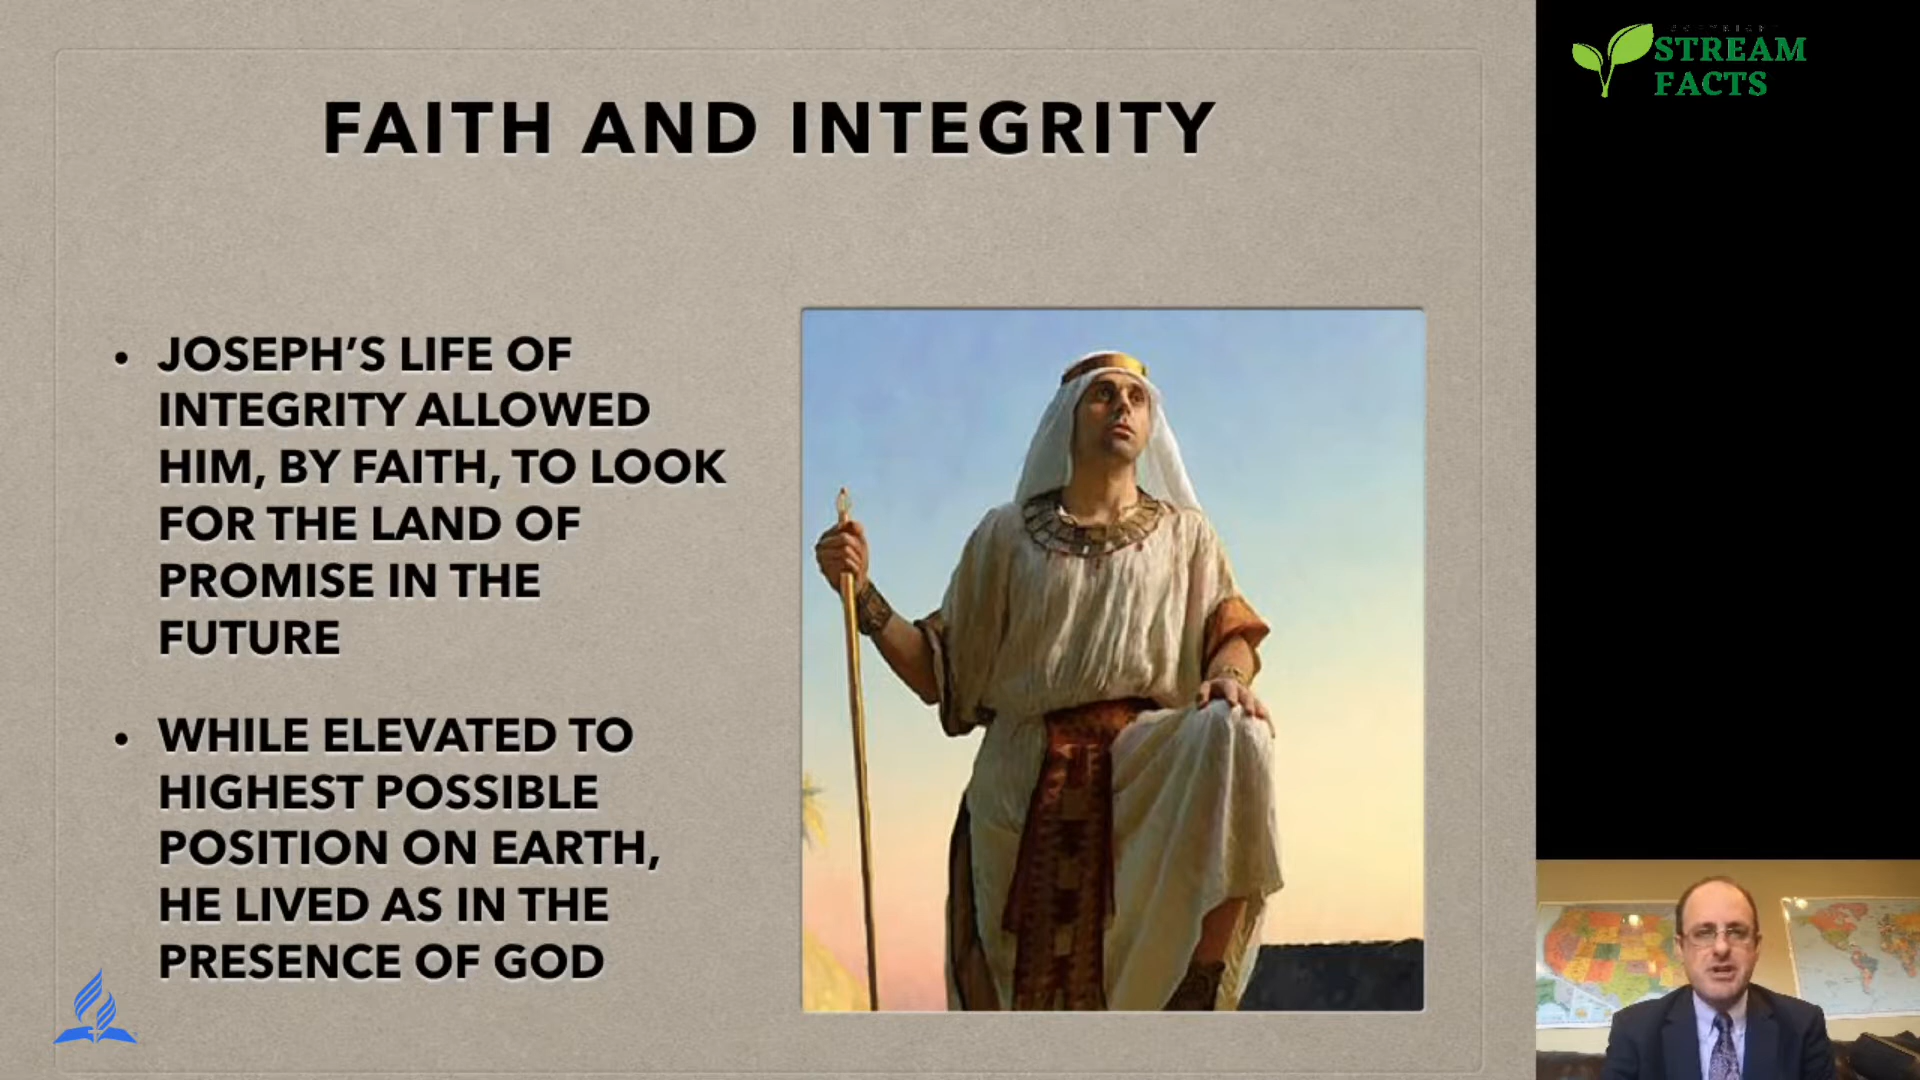 FAITH AND INTEGRITY
• JOSEPH’S LIFE OF
INTEGRITY ALLOWED
HIM, BY FAITH, TO LOOK
FOR THE LAND OF
PROMISE IN THE
FUTURE
• WHILE ELEVATED TO
HIGHEST POSSIBLE
POSITION ON EARTH,
HE LIVED AS IN THE
PRESENCE OF GOD
STREAM
FACTS